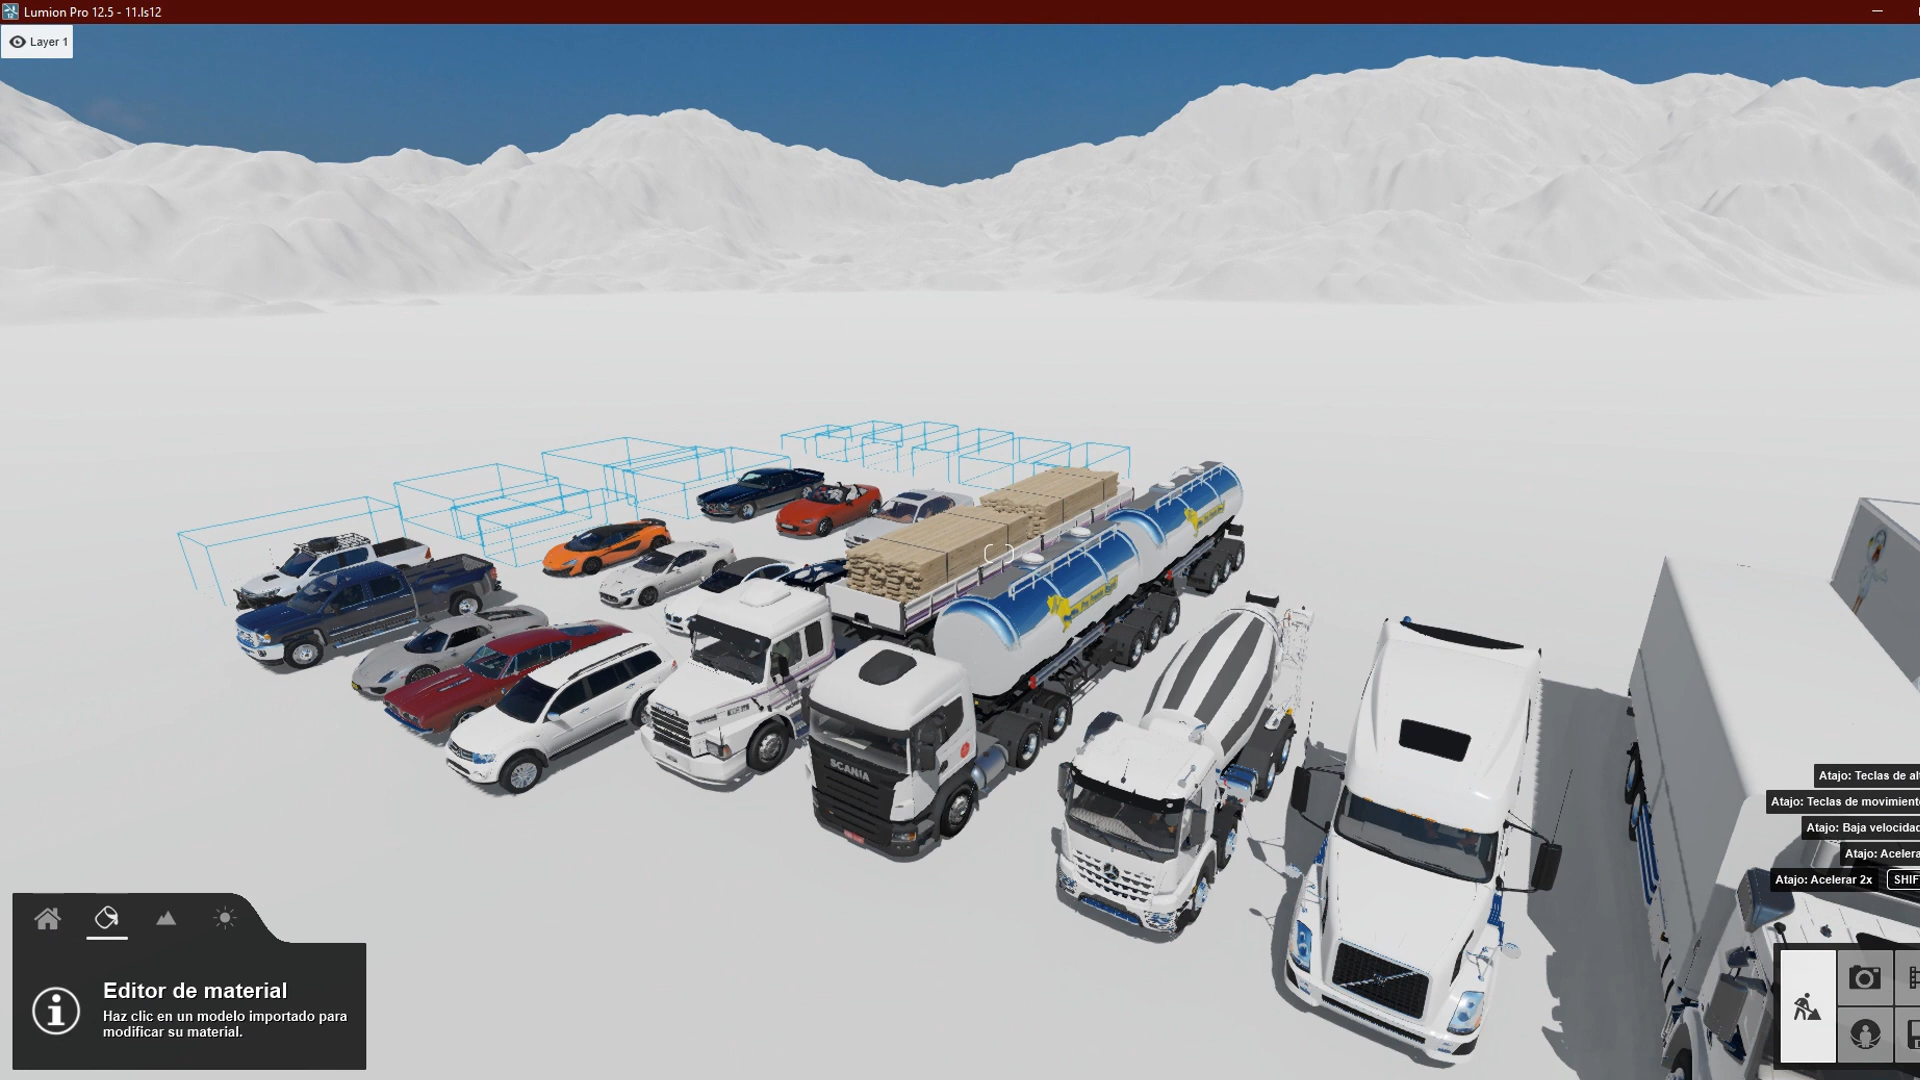 Lumion Pro 12.5 - 11.ls12
Layer 1
SCANIA
Atajo: Teclas de al
Atajo: Teclas de movimient
Atajo: Baja velocidad
Atajo: Acelera
Atajo: Acelerar 2x SHIF
Editor de material
Haz clic en un modelo importado para
modificar su material.